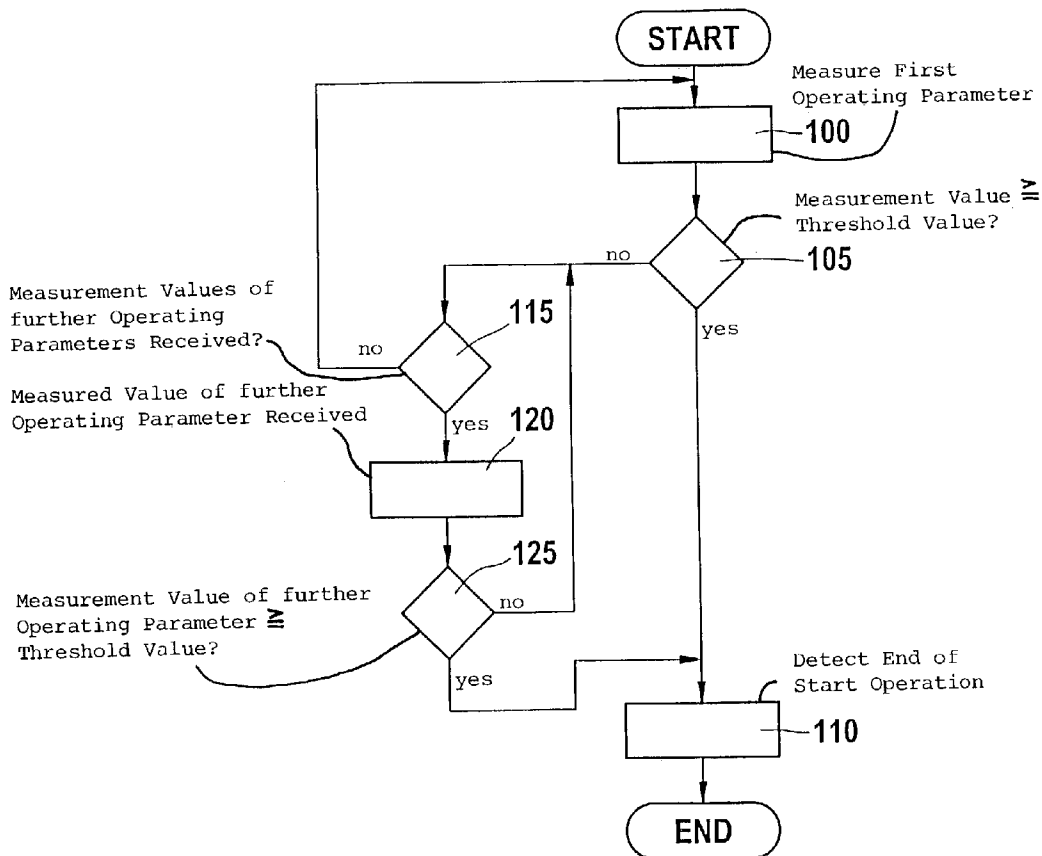 START
Measure First
Operating Parameter
100
Measurement Value ≧
Threshold Value?
105
no
yes
Measurement Values of
further Operating
Parameters Received?
115
no
yes
Measured Value of further
Operating Parameter Received
120
125
no
Measurement Value of further
Operating Parameter ≧
Threshold Value?
yes
Detect End of
Start Operation
110
END